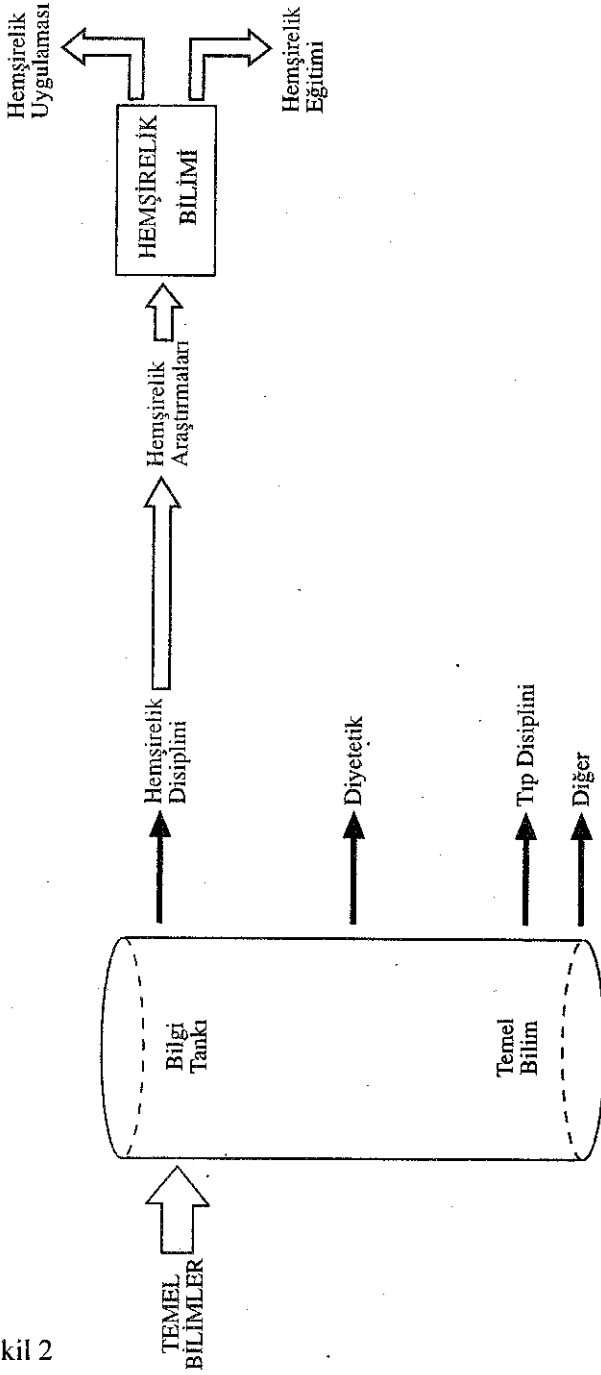 TEMEL
BİLİMLER
Bilgi
Tankı
Temel
Bilim
Hemşirelik
Disiplini
Diyetetik
Tıp Disiplini
Diğer
Hemşirelik
Araştırmaları
HEMŞİRELİK
BİLİMİ
Hemşirelik
Uygulaması
Hemşirelik
Eğitimi
kil 2